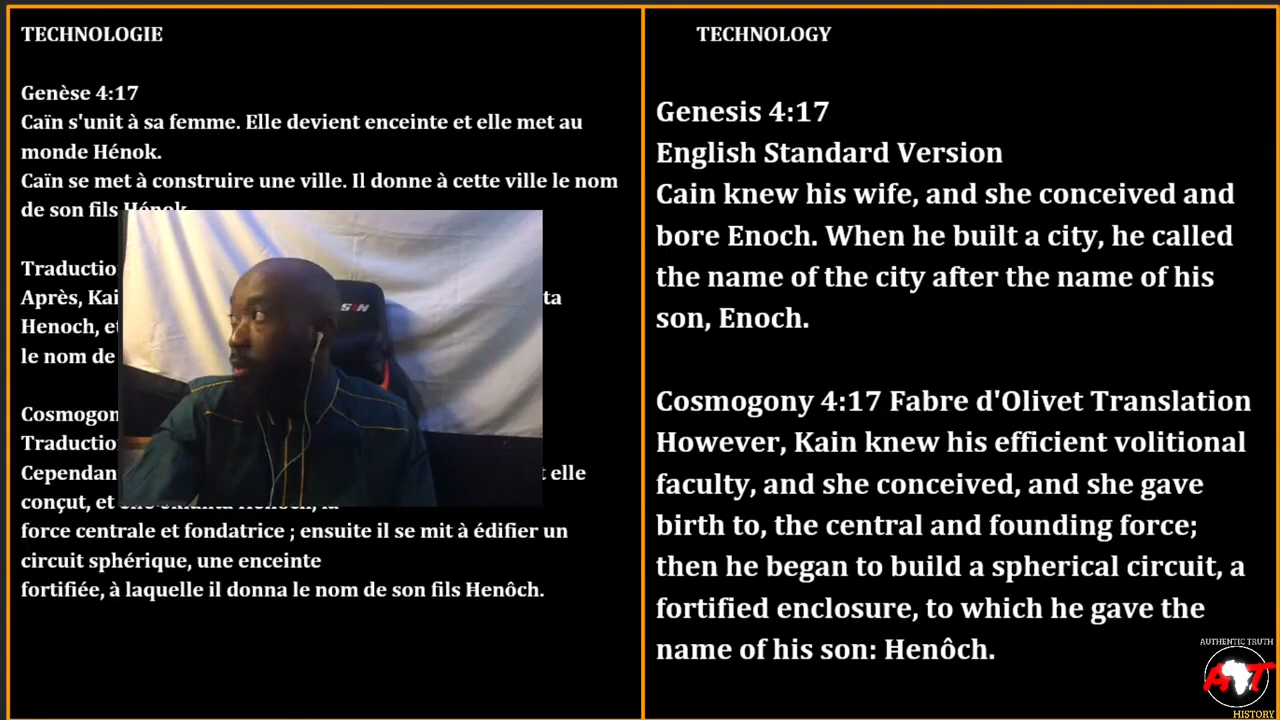 TECHNOLOGIE
Genèse 4:17
Caïn s'unit à sa femme. Elle devient enceinte et elle met au
monde Hénok.
Caïn se met à construire une ville. Il donne à cette ville le nom
de son fils Hénok
Après, Kai
Henoch, et
le nom de
elle
conçut, et
force centrale et fondatrice ; ensuite il se mit à édifier un
circuit sphérique, une enceinte
fortifiée, à laquelle il donna le nom de son fils Henôch.
TECHNOLOGY
Genesis 4:17
English Standard Version
Cain knew his wife, and she conceived and
bore Enoch. When he built a city, he called
the name of the city after the name of his
son, Enoch.
Cosmogony 4:17 Fabre d'Olivet Translation
However, Kain knew his efficient volitional
faculty, and she conceived, and she gave
birth to, the central and founding force;
then he began to build a spherical circuit, a
fortified enclosure, to which he gave the
name of his son: Henôch.
SIN
AUTHENTIC TRUTH
AT
HISTORY